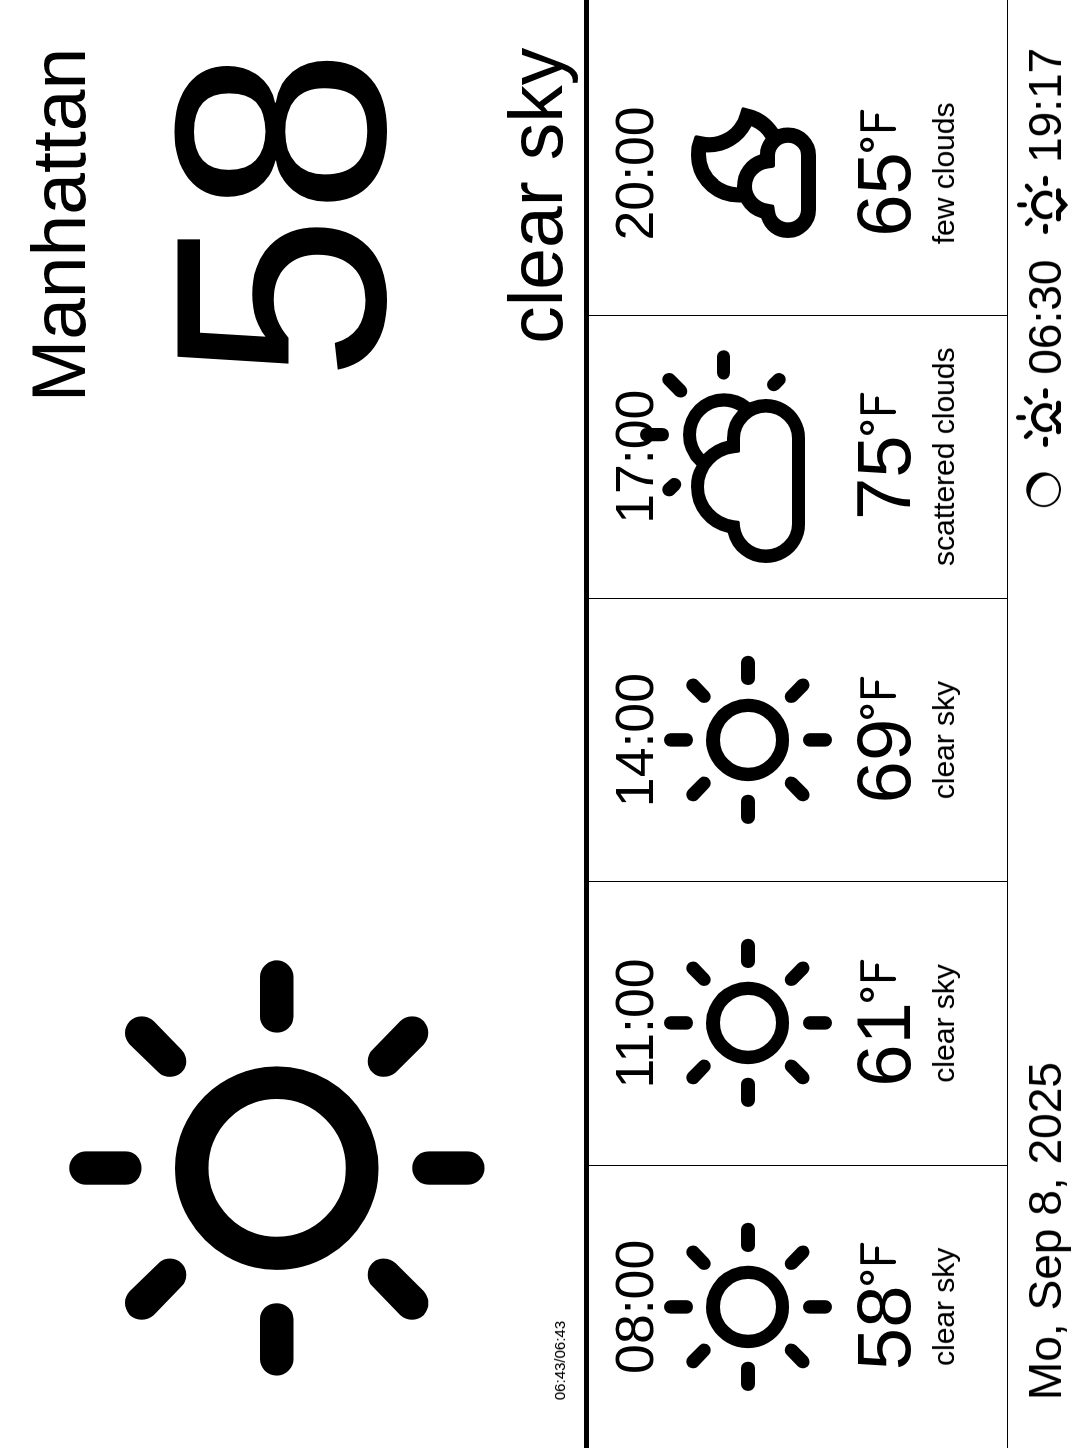 Manhattan
58
clear sky
06:43/06:43
08:00
58°F
clear sky
11:00
61°F
clear sky
14:00
69°F
clear sky
17:00
75°F
scattered clouds
20:00
65°F
few clouds
Mo, Sep 8, 2025
06:30
19:17